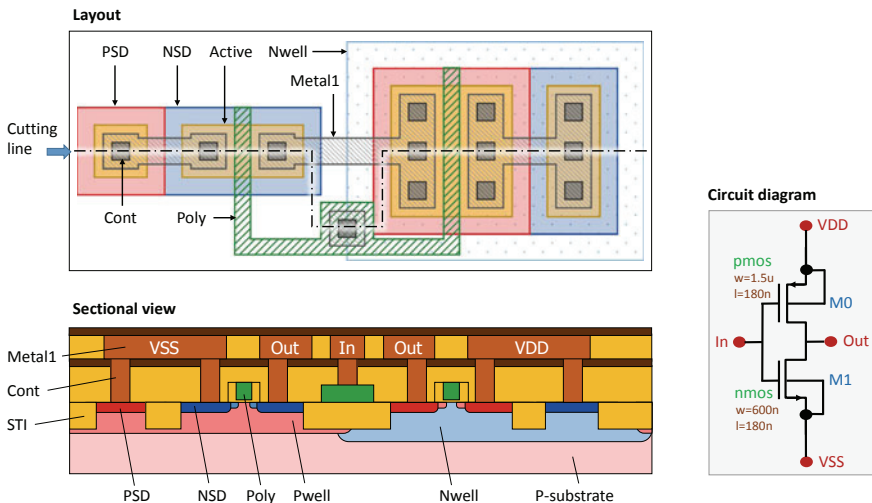 Layout
PSD
NSD
Active
Nwell
Metal1
Cutting
line
Cont
Poly
Sectional view
Metal1
VSS
Out
In
Out
VDD
Cont
STI
PSD
NSD
Poly
Pwell
Nwell
P-substrate
Circuit diagram
VDD
pmos
w=1.5u
l=180n
M0
In
Out
M1
nmos
w=600n
l=180n
VSS